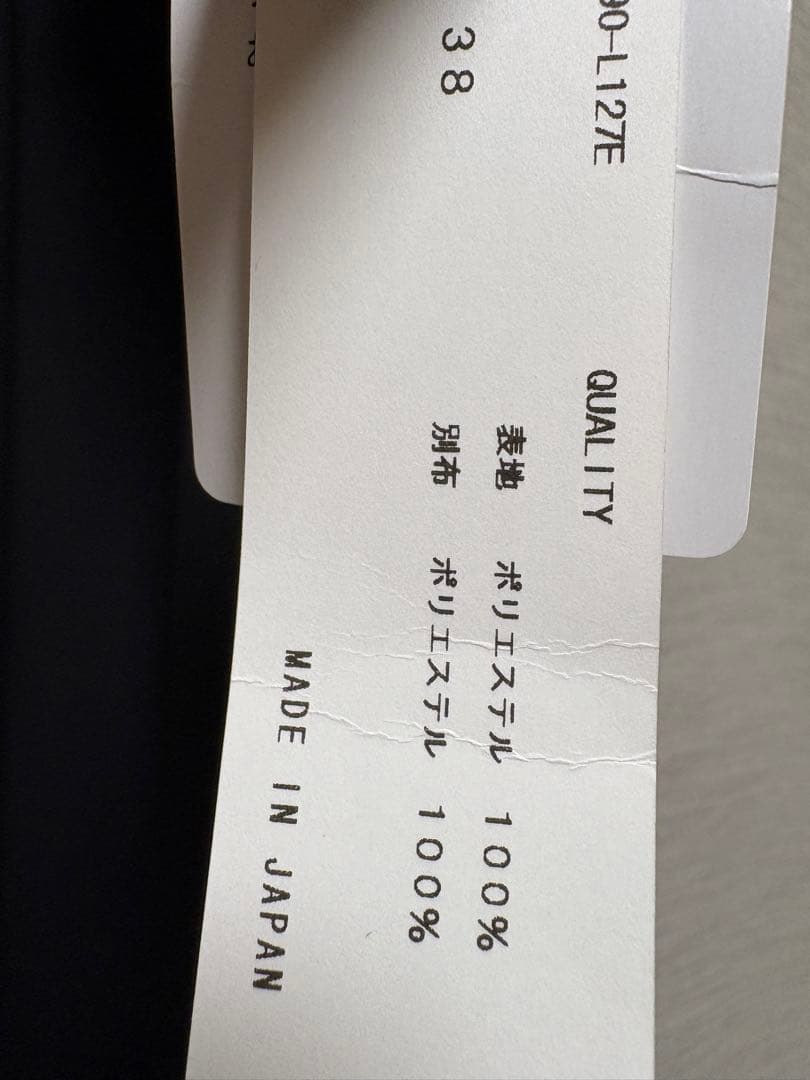 90-L127E
38
QUALITY
表地 ポリエステル 100%
別布 ポリエステル 100%
MADE IN JAPAN